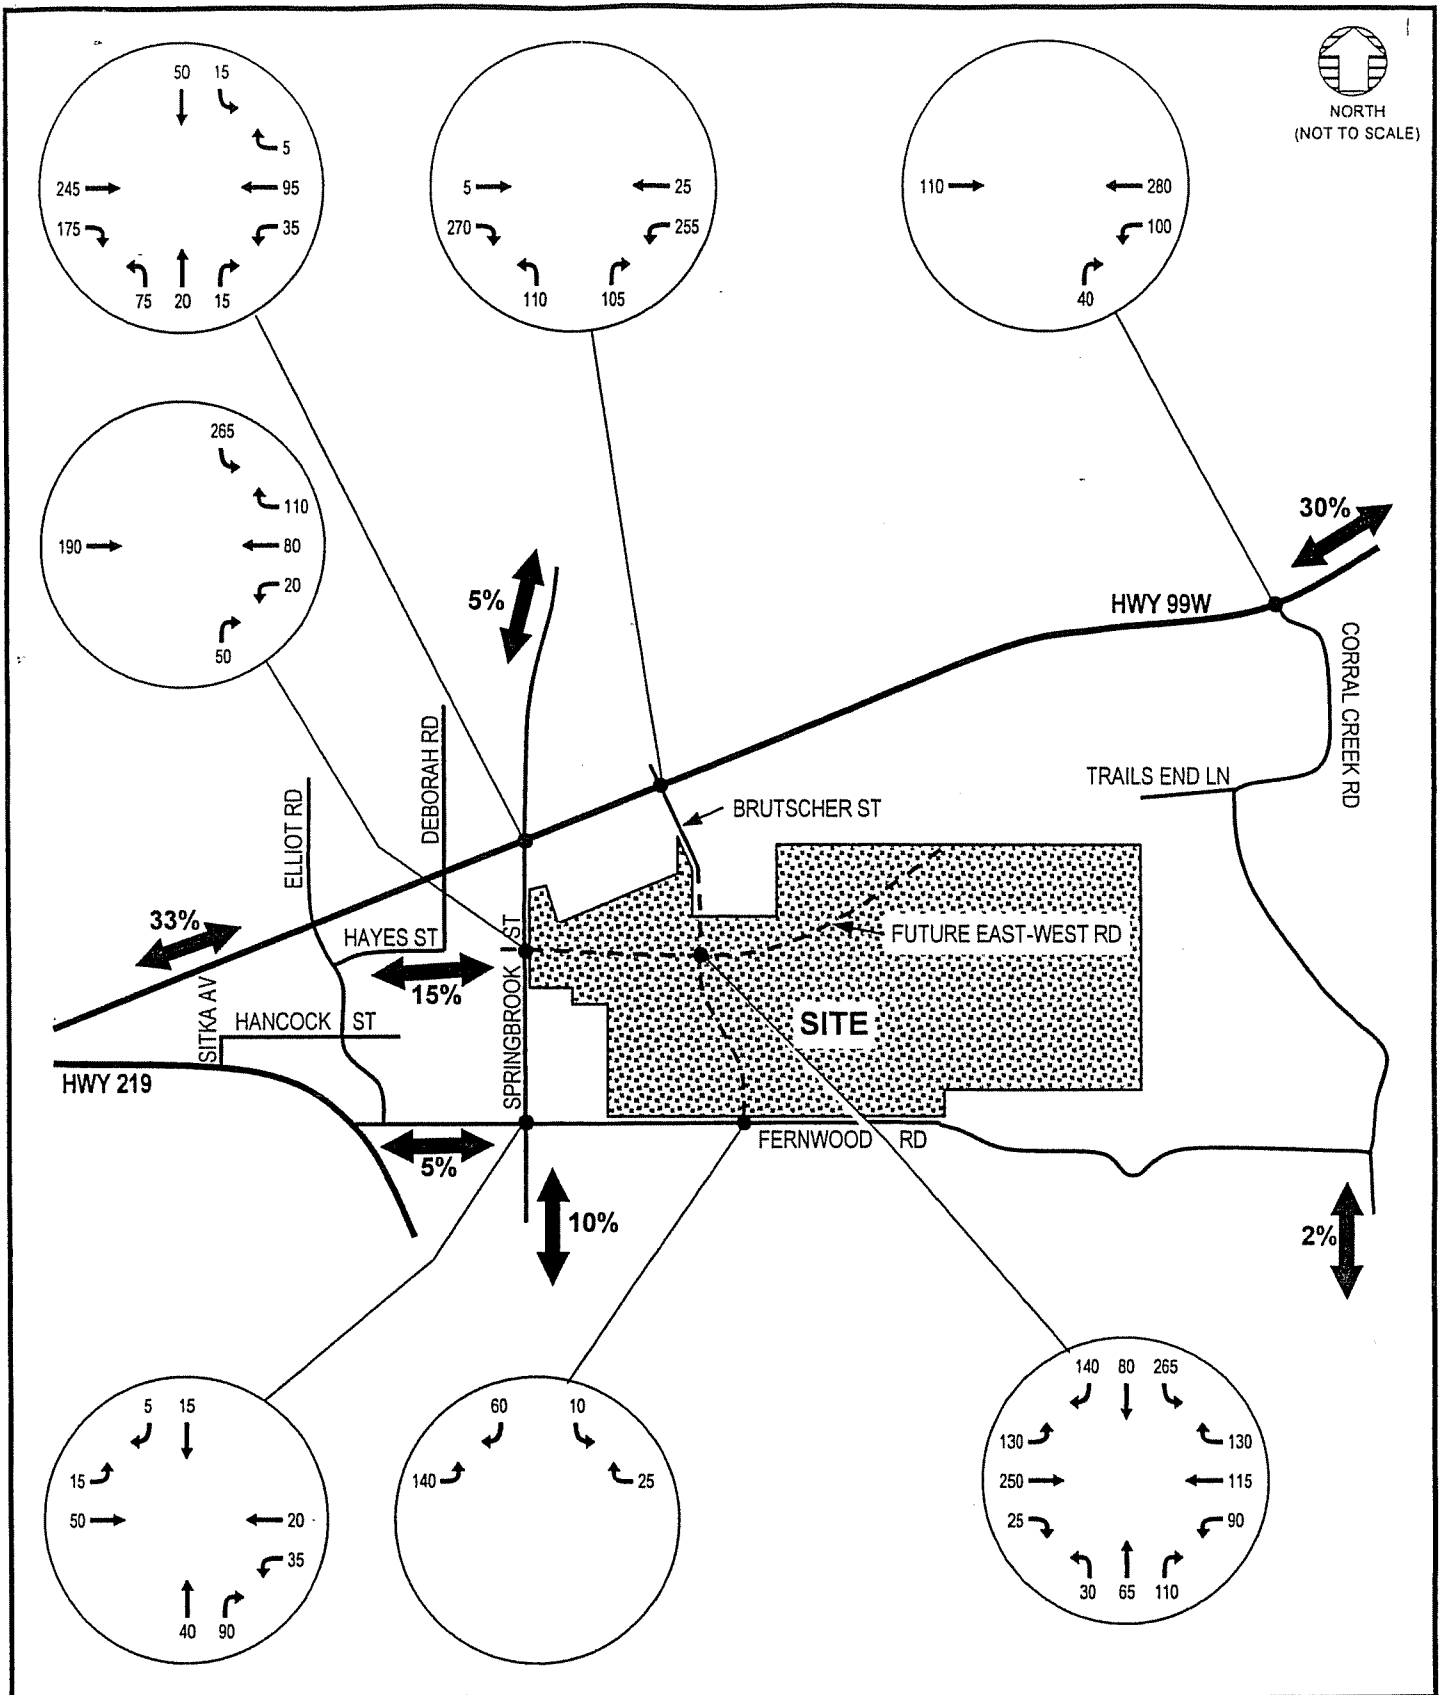 50 15
5
245 95
175 35
75 20 15
5 25
270 255
110 105
110 280
100
40
NORTH
(NOT TO SCALE)
265
110
190 80
20
50
30%
5%
HWY 99W
CORRAL CREEK RD
DEBORAH RD
TRAILS END LN
ELLIOT RD
BRUTSCHER ST
33%
HAYES ST
FUTURE EAST-WEST RD
15%
SPRINGBROOK ST
SITKA AV
HANCOCK ST
SITE
HWY 219
FERNWOOD RD
5%
10%
2%
5 15
15
50 20
35
40 90
60 10
140 25
140 80 265
130 130
250 115
25 90
30 65 110